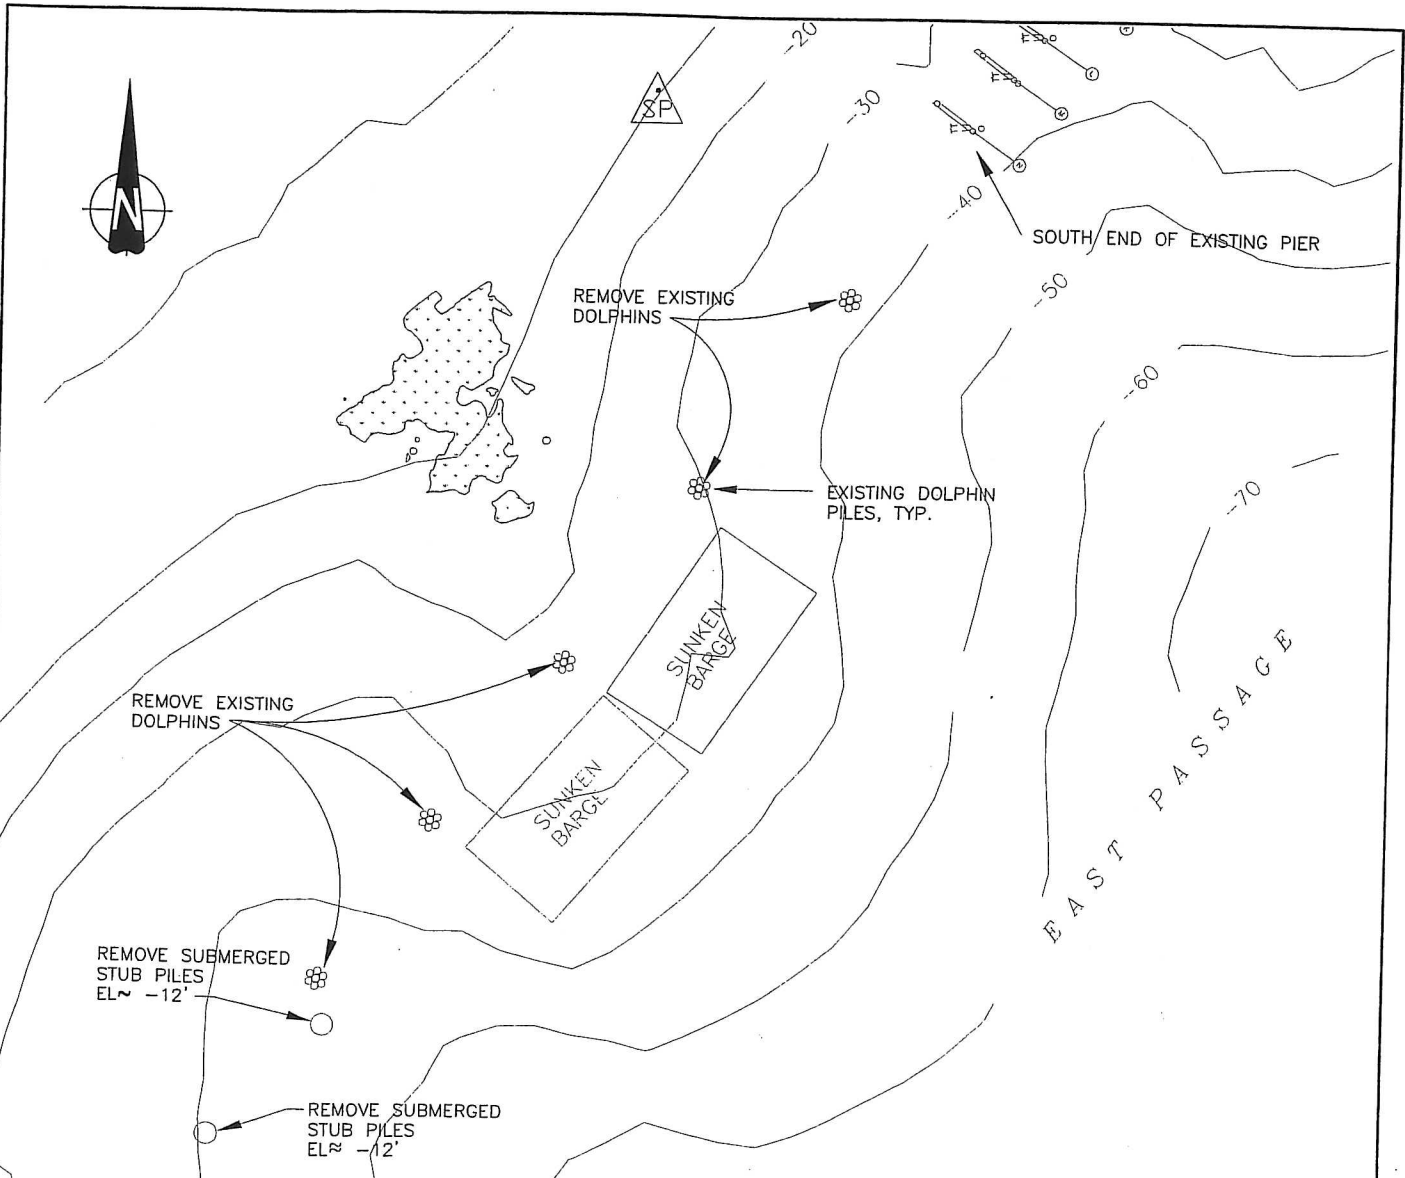 -20
SP
-30
N
-40
SOUTH END OF EXISTING PIER
-50
REMOVE EXISTING
DOLPHINS
-60
EXISTING DOLPHIN
PILES, TYP.
-70
SUNKEN
BARGE
REMOVE EXISTING
DOLPHINS
SUNKEN
BARGE
EAST PASSAGE
REMOVE SUBMERGED
STUB PILES
EL~ -12'
REMOVE SUBMERGED
STUB PILES
EL≈ -12'